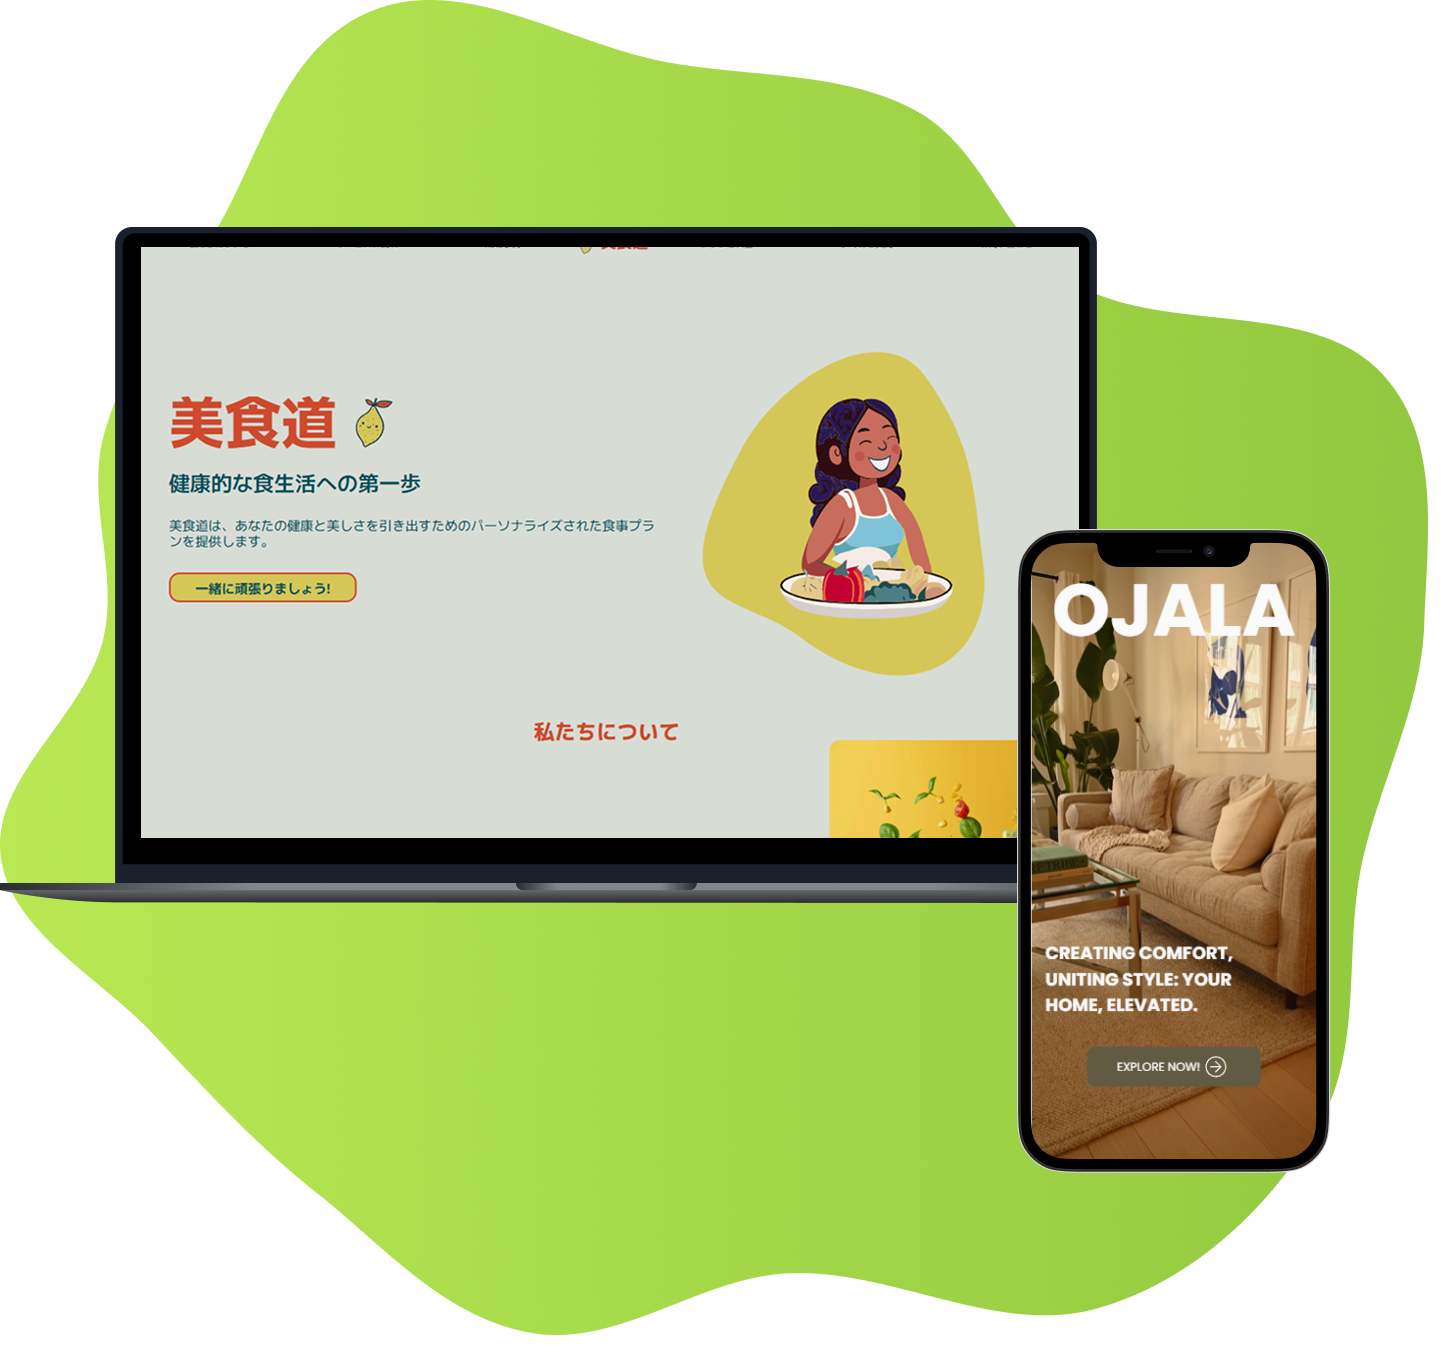 美食道
健康的な食生活への第一歩
美食道は、あなたの健康と美しさを引き出すためのパーソナライズされた食事プラ
ンを提供します。
一緒に頑張りましょう!
私たちについて
OJALA
CREATING COMFORT,
UNITING STYLE: YOUR
HOME, ELEVATED.
EXPLORE NOW!